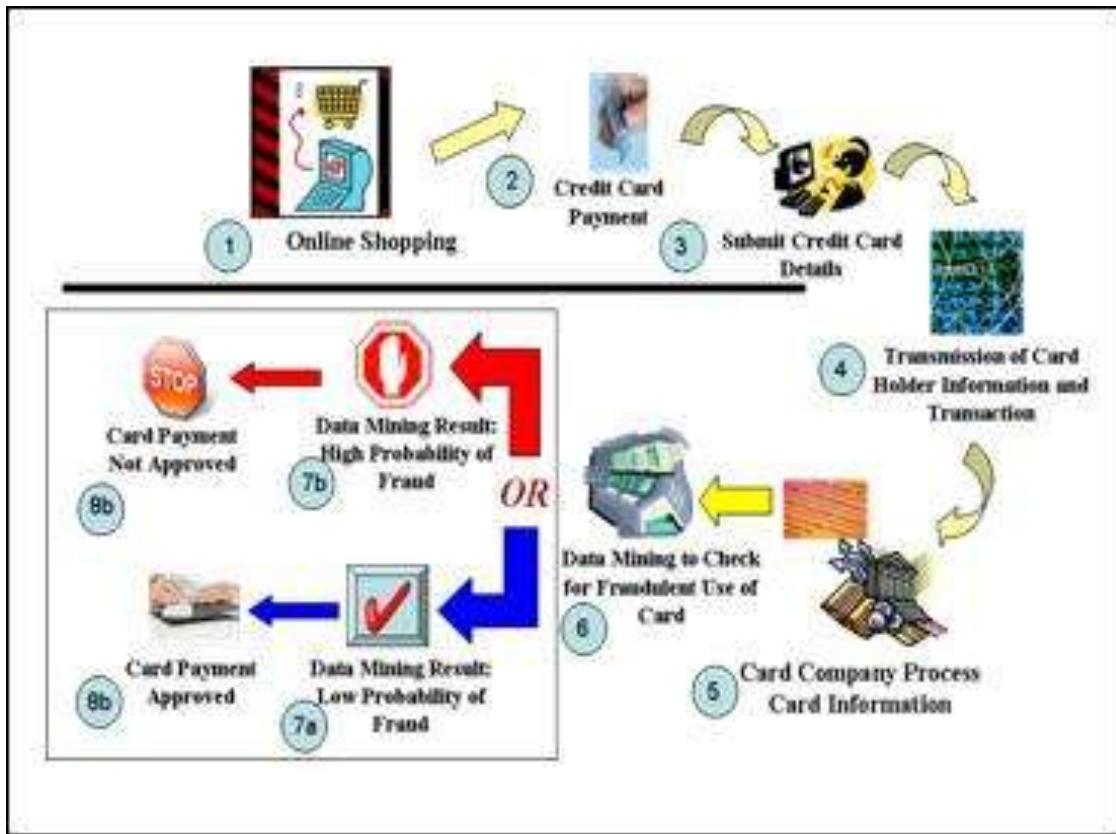 1
Online Shopping
2
Credit Card
Payment
3
Submit Credit Card
Details
4
Transmission of Card
Holder Information and
Transaction
5
Card Company Process
Card Information
6
Data Mining to Check
for Fraudulent Use of
Card
OR
7b
Data Mining Result:
High Probability of
Fraud
STOP
8b
Card Payment
Not Approved
7a
Data Mining Result:
Low Probability of
Fraud
8b
Card Payment
Approved